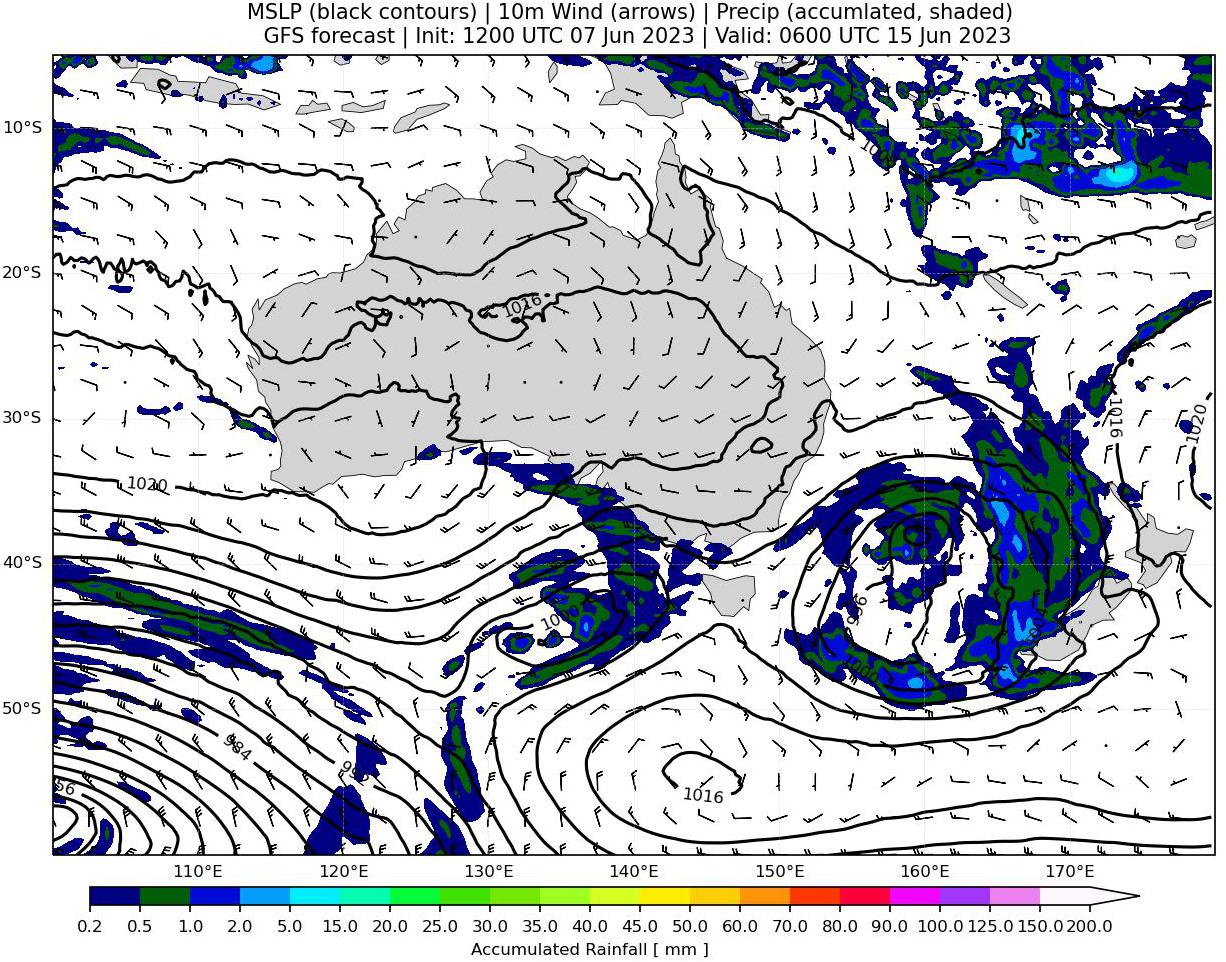 MSLP (black contours) | 10m Wind (arrows) | Precip (accumlated, shaded)
GFS forecast | Init: 1200 UTC 07 Jun 2023 | Valid: 0600 UTC 15 Jun 2023
10°S
1016
20°S
1016
1016
1020
30°S
1020
40°S
996
1000
50°S
984
1016
110°E
120°E
130°E
140°E
150°E
160°E
170°E
0.2 0.5 1.0 2.0 5.0 10.0 15.0 20.0 25.0 30.0 35.0 40.0 45.0 50.0 60.0 70.0 80.0 90.0 100.0 125.0 150.0 200.0
Accumulated Rainfall [ mm ]